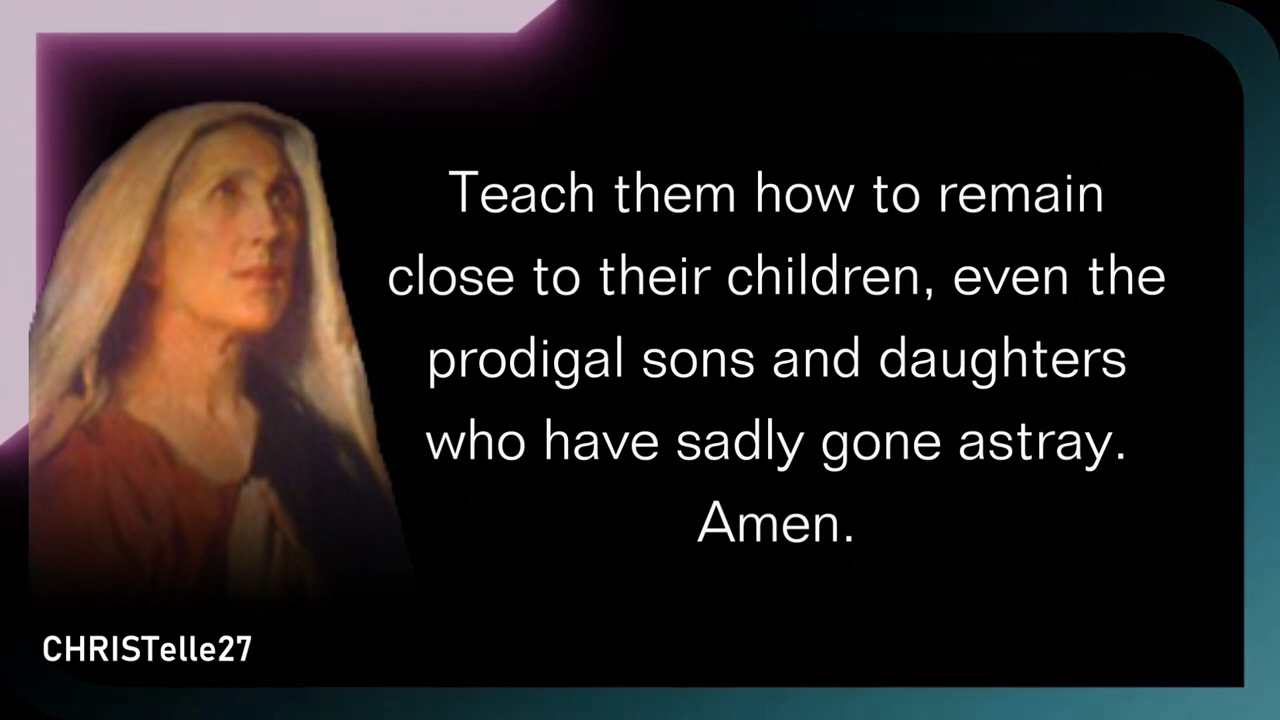 Teach them how to remain
close to their children, even the
prodigal sons and daughters
who have sadly gone astray.
Amen.
CHRISTelle27